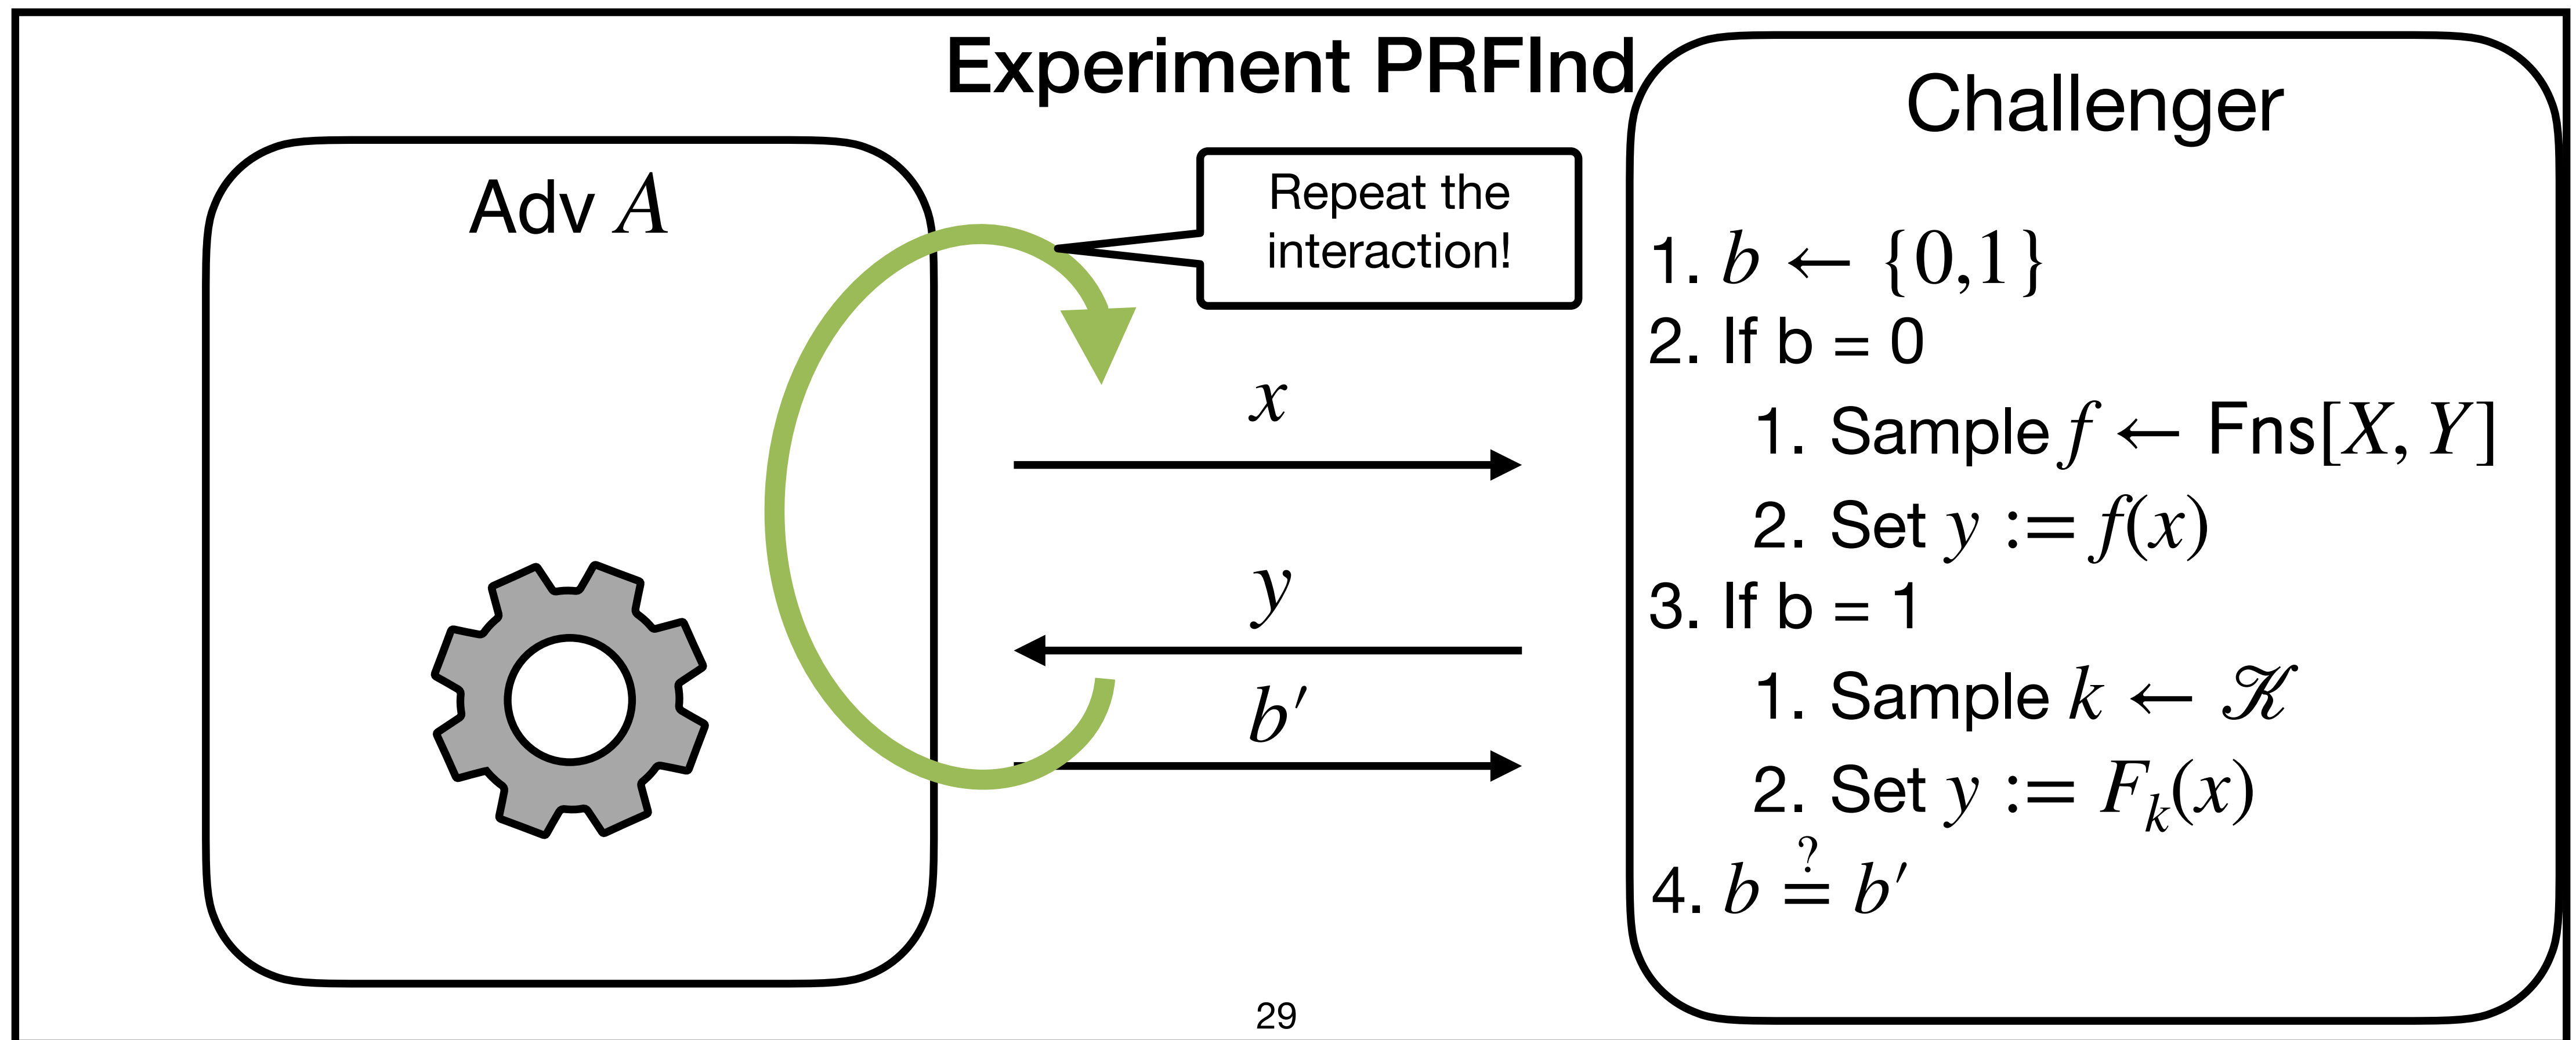 Experiment PRFInd
Adv A
Repeat the
interaction!
x
y
b′
Challenger
1. b ← {0,1}
2. If b = 0
1. Sample f ← Fns[X, Y]
2. Set y := f(x)
3. If b = 1
1. Sample k ← 𝒦
2. Set y := Fₖ(x)
4. b ≟ b′
29